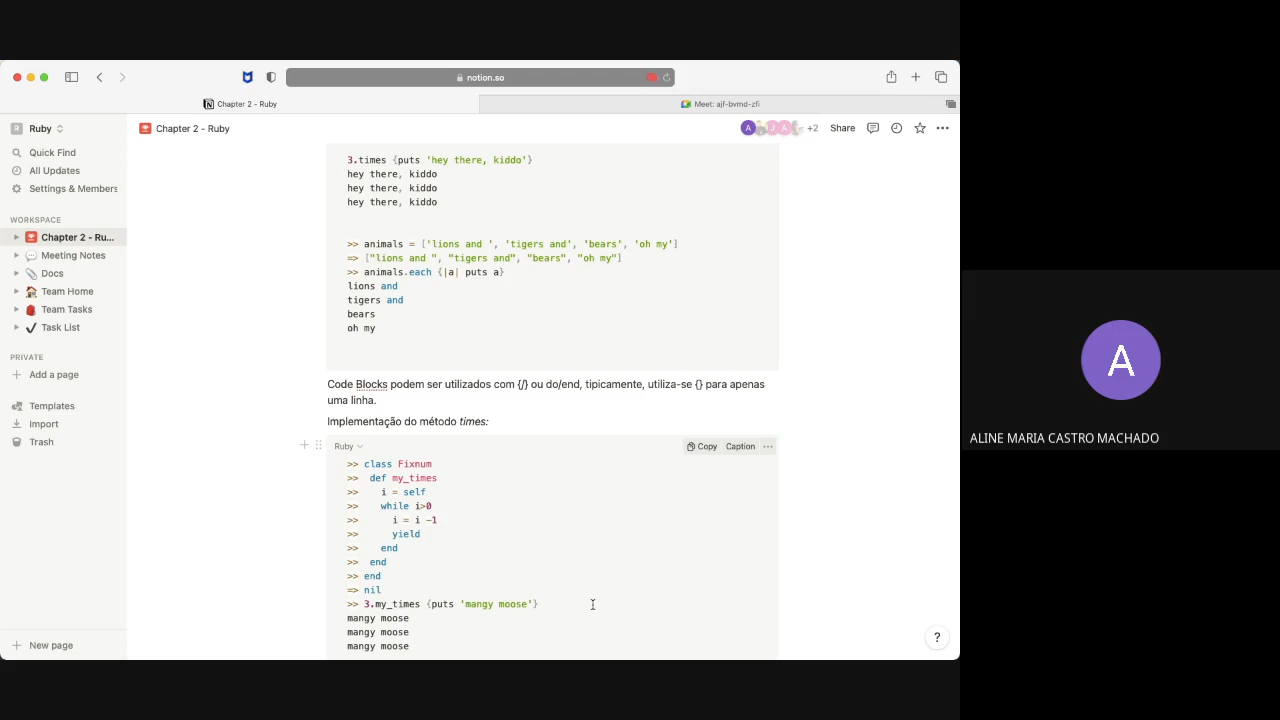 notion.so
Chapter 2 - Ruby
Meet: ajf-bvmd-zfi
R Ruby
Chapter 2 - Ruby
A J A +2 Share
Quick Find
All Updates
Settings & Members
WORKSPACE
Chapter 2 - Ru...
Meeting Notes
Docs
Team Home
Team Tasks
Task List
PRIVATE
Add a page
Templates
Import
Trash
New page
3.times {puts 'hey there, kiddo'}
hey there, kiddo
hey there, kiddo
hey there, kiddo
>> animals = ['lions and ', 'tigers and', 'bears', 'oh my']
=> ["lions and ", "tigers and", "bears", "oh my"]
>> animals.each {|a| puts a}
lions and
tigers and
bears
oh my
Code Blocks podem ser utilizados com {/} ou do/end, tipicamente, utiliza-se {} para apenas
uma linha.
Implementação do método times:
Ruby
Copy Caption
>> class Fixnum
>>  def my_times
>>    i = self
>>    while i>0
>>      i = i -1
>>      yield
>>    end
>>  end
>> end
=> nil
>> 3.my_times {puts 'mangy moose'}
mangy moose
mangy moose
mangy moose
?
A
ALINE MARIA CASTRO MACHADO